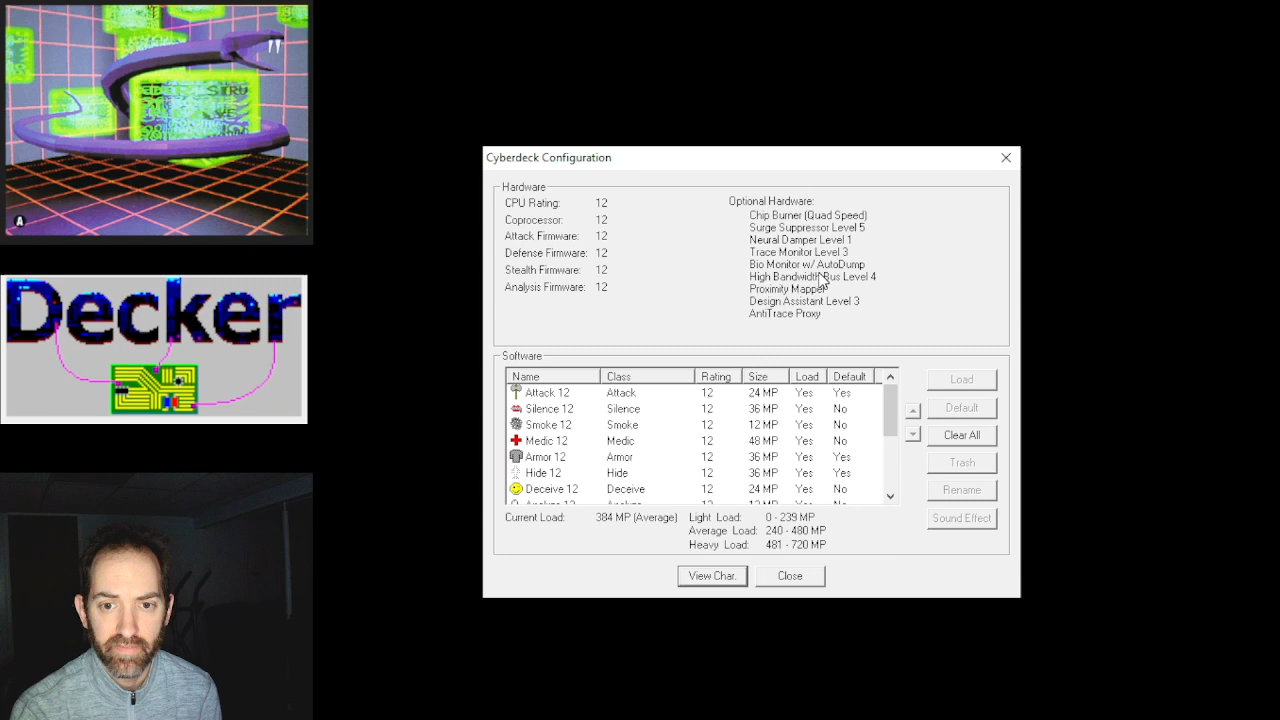 A
Decker
Cyberdeck Configuration
Hardware
CPU Rating: 12
Coprocessor: 12
Attack Firmware: 12
Defense Firmware: 12
Stealth Firmware: 12
Analysis Firmware: 12
Optional Hardware:
Chip Burner (Quad Speed)
Surge Suppressor Level 5
Neural Damper Level 1
Trace Monitor Level 3
Bio Monitor w/ AutoDump
High Bandwidth Bus Level 4
Proximity Mapper
Design Assistant Level 3
AntiTrace Proxy
Software
Name Class Rating Size Load Default
Attack 12 Attack 12 24 MP Yes Yes
Silence 12 Silence 12 36 MP Yes No
Smoke 12 Smoke 12 12 MP Yes No
Medic 12 Medic 12 48 MP Yes No
Armor 12 Armor 12 36 MP Yes Yes
Hide 12 Hide 12 36 MP Yes Yes
Deceive 12 Deceive 12 24 MP Yes No
Load
Default
Clear All
Trash
Rename
Sound Effect
Current Load: 384 MP (Average)
Light Load: 0 - 239 MP
Average Load: 240 - 480 MP
Heavy Load: 481 - 720 MP
View Char.
Close